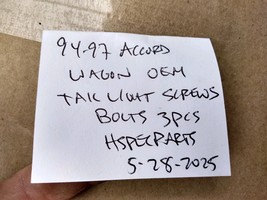 94-97 ACCORD
WAGON OEM
TAIL LIGHT SCREWS
BOLTS 3PCS
HSPECPARTS
5-28-2025